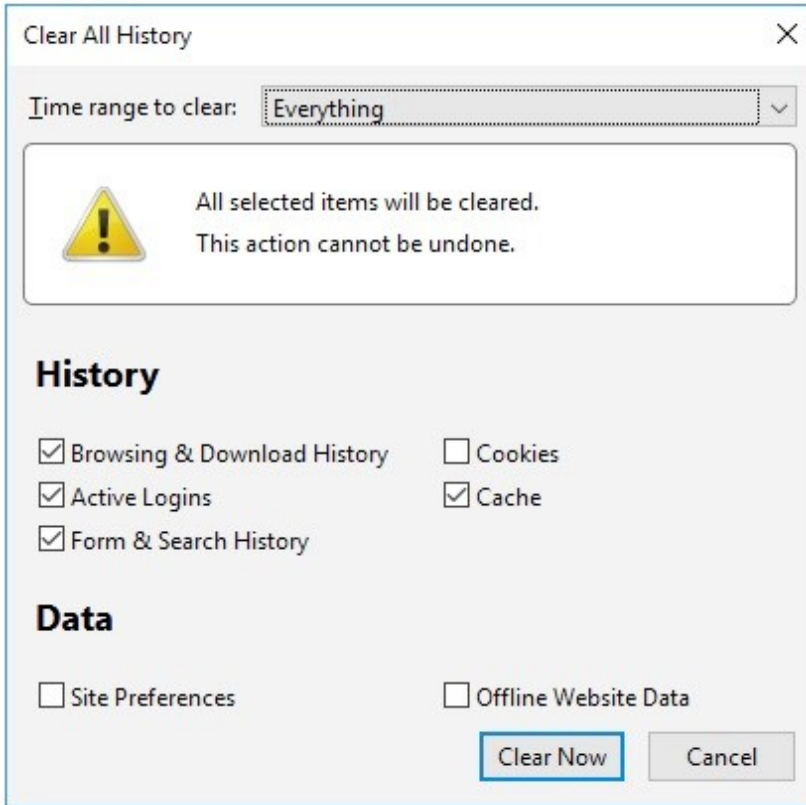 Clear All History
Time range to clear: Everything
All selected items will be cleared.
This action cannot be undone.
History
Browsing & Download History Cookies
Active Logins Cache
Form & Search History
Data
Site Preferences Offline Website Data
Clear Now Cancel